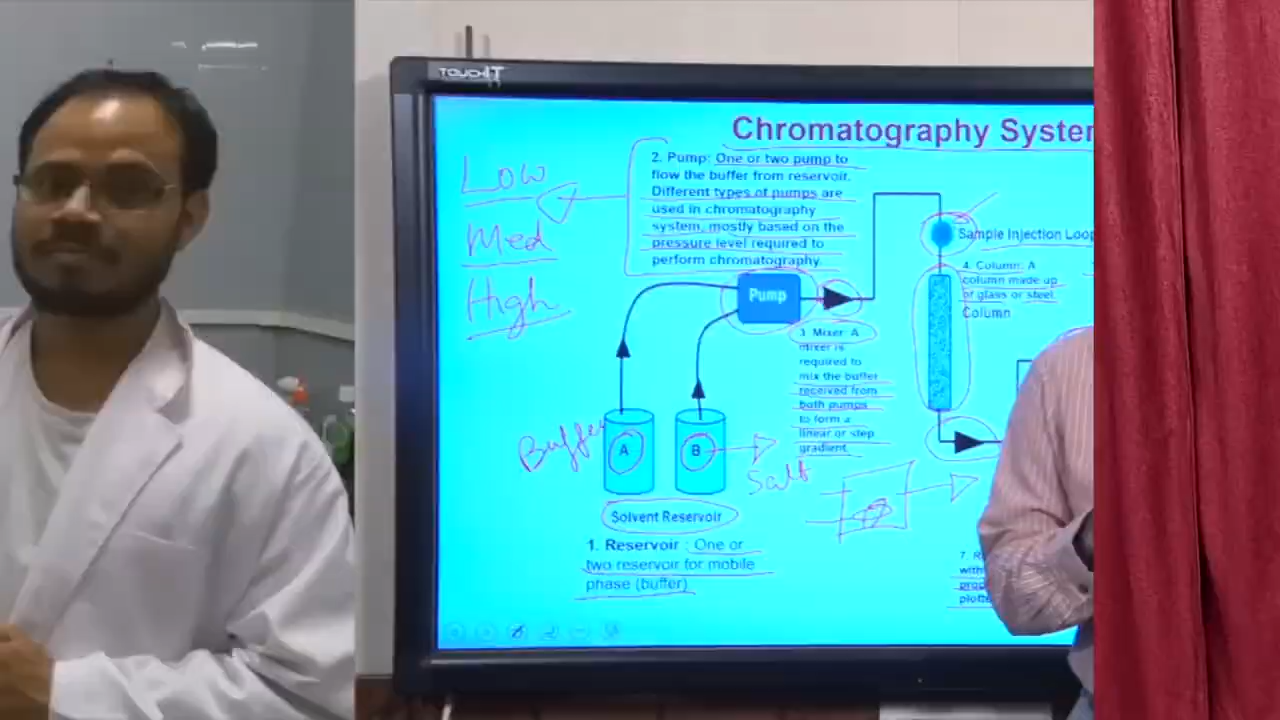 TOUCHIT
Chromatography System
2. Pump: One or two pump to
flow the buffer from reservoir.
Different types of pumps are
used in chromatography
system, mostly based on the
pressure level required to
perform chromatography.
Low
Med
High
Pump
Sample Injection Loop
4. Column: A
column made up
of glass or steel.
Column
3. Mixer: A
mixer is
required to
mix the buffer
received from
both pumps
to form a
linear or step
gradient.
Buffer
A
B
Salt
Solvent Reservoir
1. Reservoir : One or
two reservoir for mobile
phase (buffer)
7. R
with
plotte